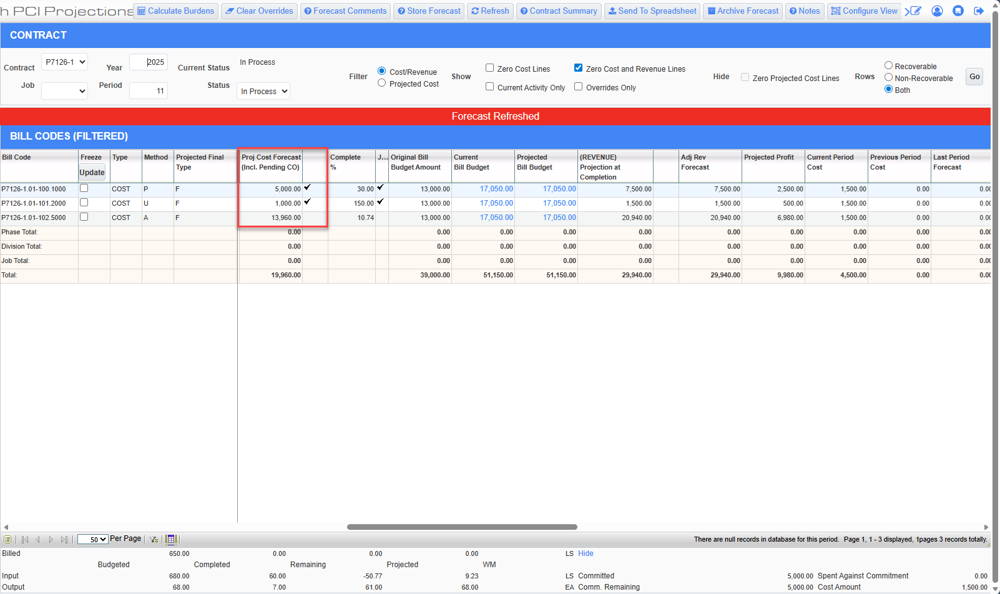 h PCI Projections Calculate Burdens Clear Overrides Forecast Comments Store Forecast Refresh Contract Summary Send To Spreadsheet Archive Forecast Notes Configure View
CONTRACT
Contract P7126-1 Year 2025 Current Status In Process
Job Period 11 Status In Process
Filter Cost/Revenue Projected Cost
Show Zero Cost Lines Zero Cost and Revenue Lines
Current Activity Only Overrides Only
Hide Zero Projected Cost Lines
Rows Recoverable Non-Recoverable Both Go
Forecast Refreshed
BILL CODES (FILTERED)
Bill Code Freeze Type Method Projected Final Proj Cost Forecast Complete J... Original Bill Current Projected (REVENUE) Adj Rev Projected Profit Current Period Previous Period Last Period
Update Type (Incl. Pending CO) % Budget Amount Bill Budget Bill Budget Projection at Forecast Cost Cost Forecast
Completion
P7126-1.01-100.1000 COST P F 5,000.00 30.00 13,000.00 17,050.00 17,050.00 7,500.00 7,500.00 2,500.00 1,500.00 0.00 0.00
P7126-1.01-101.2000 COST U F 1,000.00 150.00 13,000.00 17,050.00 17,050.00 1,500.00 1,500.00 500.00 1,500.00 0.00 0.00
P7126-1.01-102.5000 COST A F 13,960.00 10.74 13,000.00 17,050.00 17,050.00 20,940.00 20,940.00 6,980.00 1,500.00 0.00 0.00
Phase Total: 0.00 0.00 0.00 0.00 0.00 0.00 0.00 0.00 0.00 0.00
Division Total: 0.00 0.00 0.00 0.00 0.00 0.00 0.00 0.00 0.00 0.00
Job Total: 0.00 0.00 0.00 0.00 0.00 0.00 0.00 0.00 0.00 0.00
Total: 19,960.00 39,000.00 51,150.00 51,150.00 29,940.00 29,940.00 9,980.00 4,500.00 0.00 0.00
50 Per Page There are null records in database for this period. Page 1, 1 - 3 displayed, 1pages 3 records totally.
Billed 650.00 0.00 0.00 0.00 LS Hide
Budgeted Completed Remaining Projected WM
Input 680.00 60.00 -50.77 9.23 LS Committed 5,000.00 Spent Against Commitment 0.00
Output 68.00 7.00 61.00 68.00 EA Comm. Remaining 5,000.00 Cost Amount 1,500.00